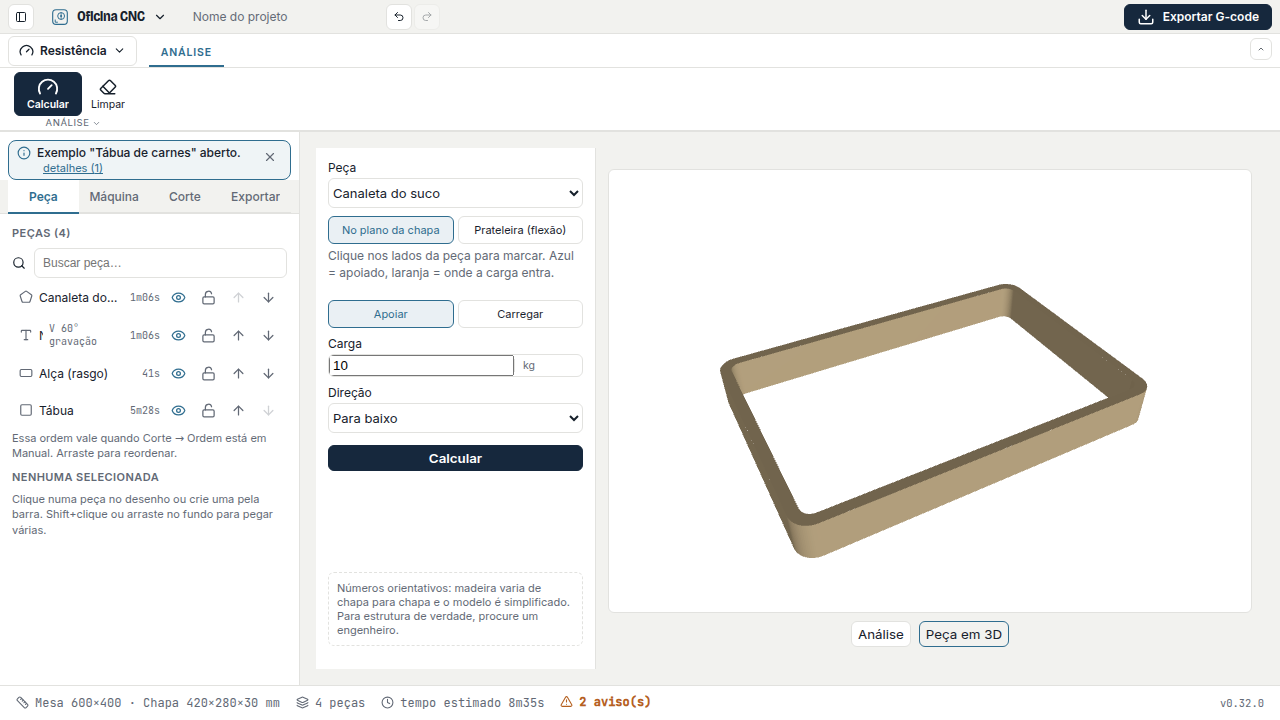 Oficina CNC
Nome do projeto
Exportar G-code
Resistência
ANÁLISE
Calcular
Limpar
ANÁLISE
Exemplo "Tábua de carnes" aberto.
detalhes (1)
Peça
Máquina
Corte
Exportar
PEÇAS (4)
Buscar peça…
Canaleta do...
1m06s
V 60°
gravação
1m06s
Alça (rasgo)
41s
Tábua
5m28s
Essa ordem vale quando Corte → Ordem está em
Manual. Arraste para reordenar.
NENHUMA SELECIONADA
Clique numa peça no desenho ou crie uma pela
barra. Shift+clique ou arraste no fundo para pegar
várias.
Peça
Canaleta do suco
No plano da chapa
Prateleira (flexão)
Clique nos lados da peça para marcar. Azul
= apoiado, laranja = onde a carga entra.
Apoiar
Carregar
Carga
10
kg
Direção
Para baixo
Calcular
Números orientativos: madeira varia de
chapa para chapa e o modelo é simplificado.
Para estrutura de verdade, procure um
engenheiro.
Análise
Peça em 3D
Mesa 600×400 · Chapa 420×280×30 mm
4 peças
tempo estimado 8m35s
2 aviso(s)
v0.32.0